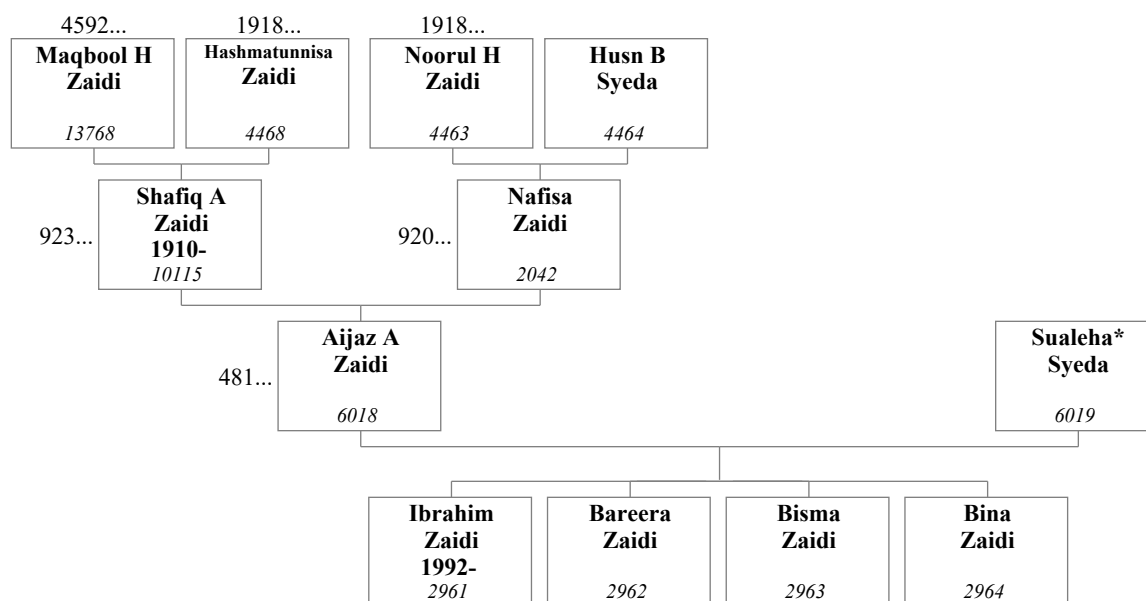 4592...
1918...
1918...
Maqbool H
Zaidi
13768
Hashmatunnisa
Zaidi
4468
Noorul H
Zaidi
4463
Husn B
Syeda
4464
923...
Shafiq A
Zaidi
1910-
10115
920...
Nafisa
Zaidi
2042
481...
Aijaz A
Zaidi
6018
Sualeha*
Syeda
6019
Ibrahim
Zaidi
1992-
2961
Bareera
Zaidi
2962
Bisma
Zaidi
2963
Bina
Zaidi
2964